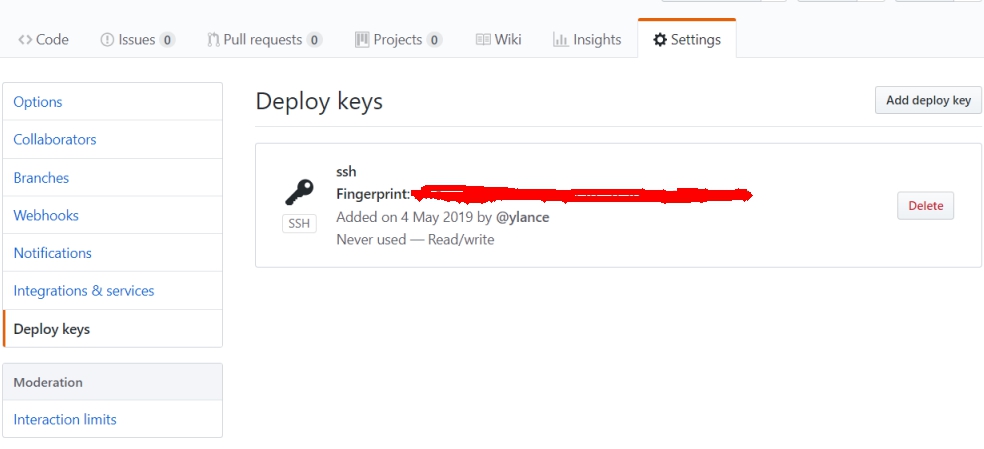 Code Issues 0 Pull requests 0 Projects 0 Wiki Insights Settings
Options
Collaborators
Branches
Webhooks
Notifications
Integrations & services
Deploy keys
Moderation
Interaction limits
Deploy keys
Add deploy key
ssh
Fingerprint:
Added on 4 May 2019 by @ylance
Never used — Read/write
SSH
Delete